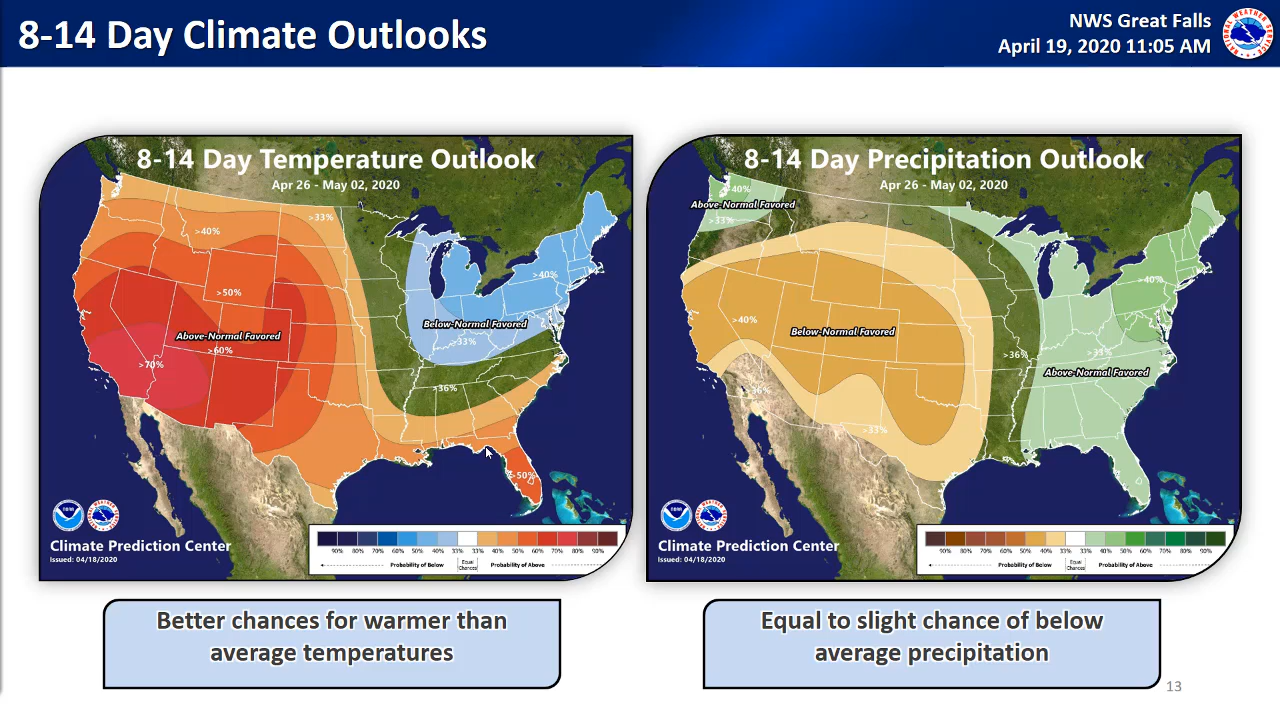 8-14 Day Climate Outlooks
NWS Great Falls
April 19, 2020 11:05 AM
NATIONAL WEATHER SERVICE
8-14 Day Temperature Outlook
Apr 26 - May 02, 2020
>33%
>40%
>40%
>50%
Below-Normal Favored
Above-Normal Favored
>33%
>60%
>70%
>36%
>50%
NOAA
Climate Prediction Center
Issued: 04/18/2020
90% 80% 70% 60% 50% 40% 33% 33% 40% 50% 60% 70% 80% 90%
Probability of Below
Equal
Chances
Probability of Above
8-14 Day Precipitation Outlook
Apr 26 - May 02, 2020
>40%
Above-Normal Favored
>33%
>40%
>40%
Below-Normal Favored
>36%
>33%
Above-Normal Favored
>36%
>33%
NOAA
Climate Prediction Center
Issued: 04/18/2020
90% 80% 70% 60% 50% 40% 33% 33% 40% 50% 60% 70% 80% 90%
Probability of Below
Equal
Chances
Probability of Above
Better chances for warmer than
average temperatures
Equal to slight chance of below
average precipitation
13